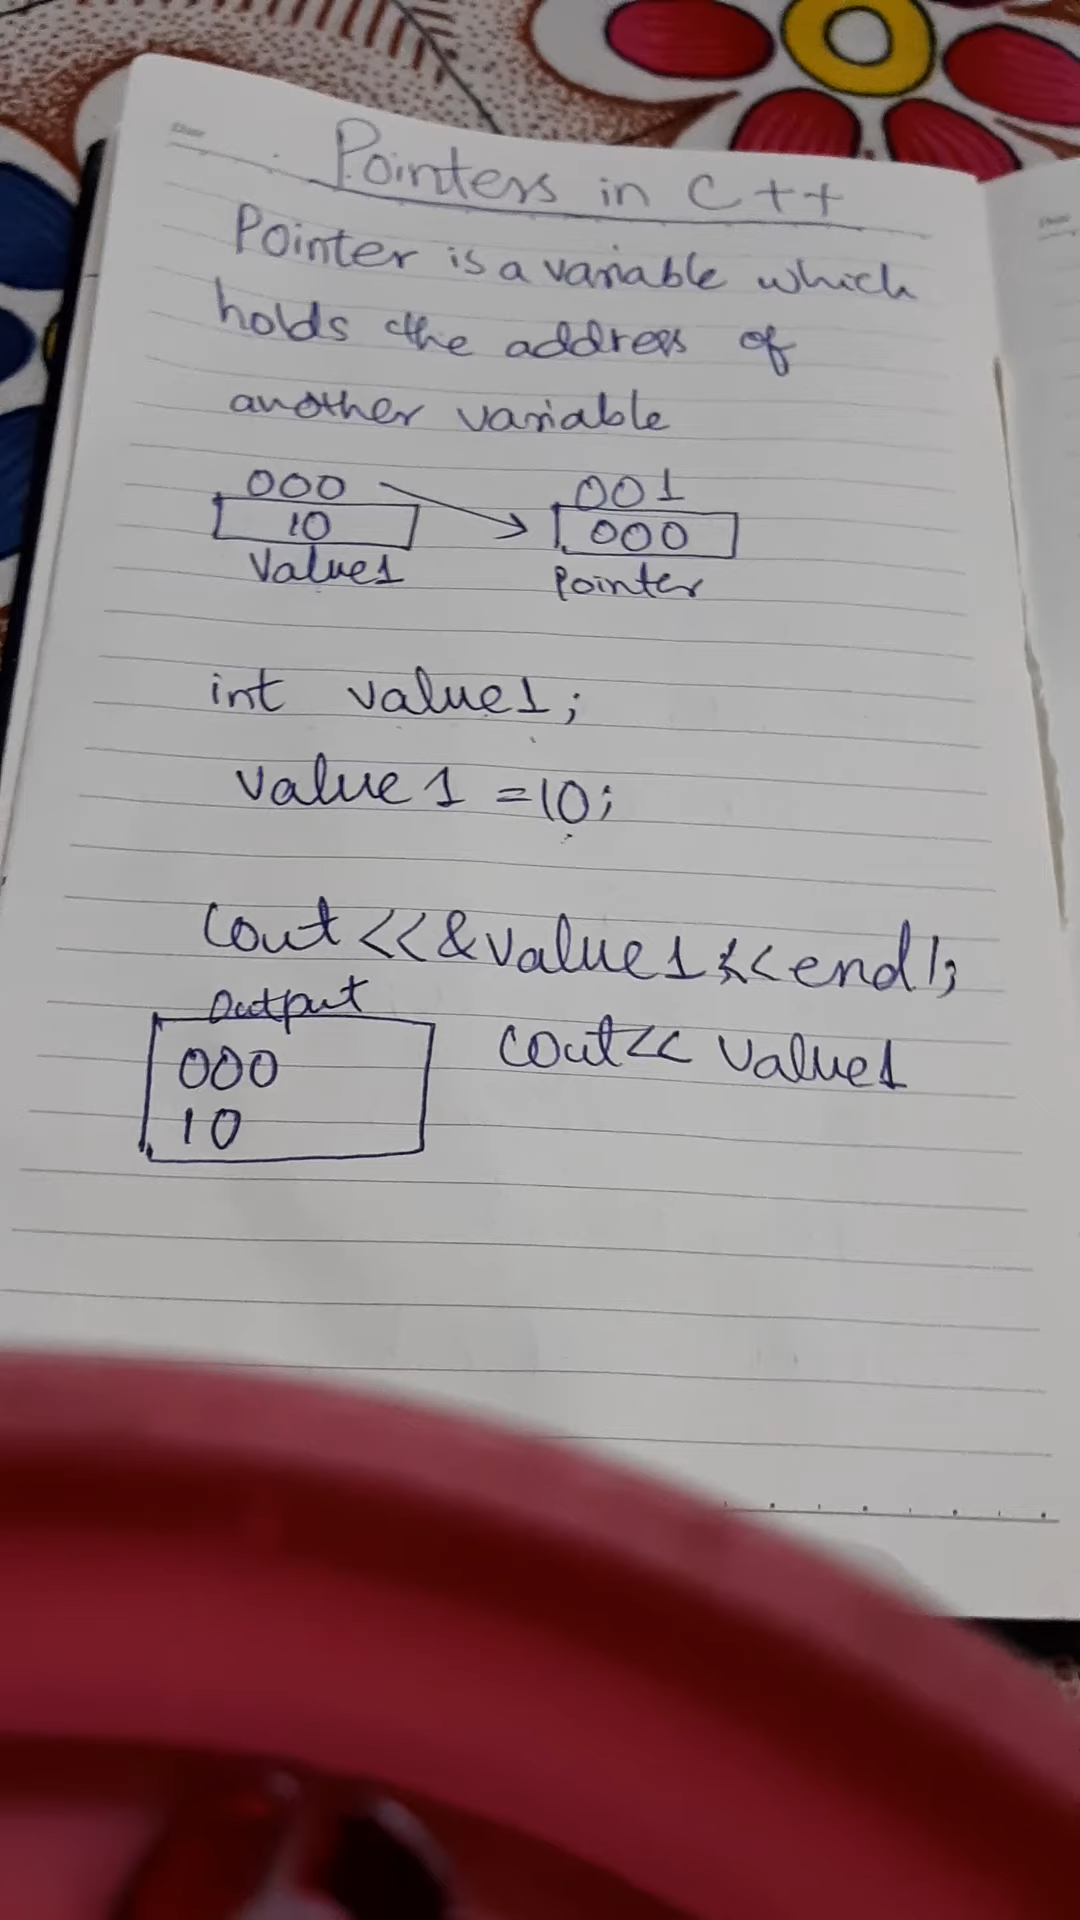 Date
Pointers in C++
Pointer is a variable which
holds the address of
another variable
000 001
10 000
Value1 Pointer
int value1;
value1 =10;
cout<<&value1<<endl;
Output
cout<< value1
000
10